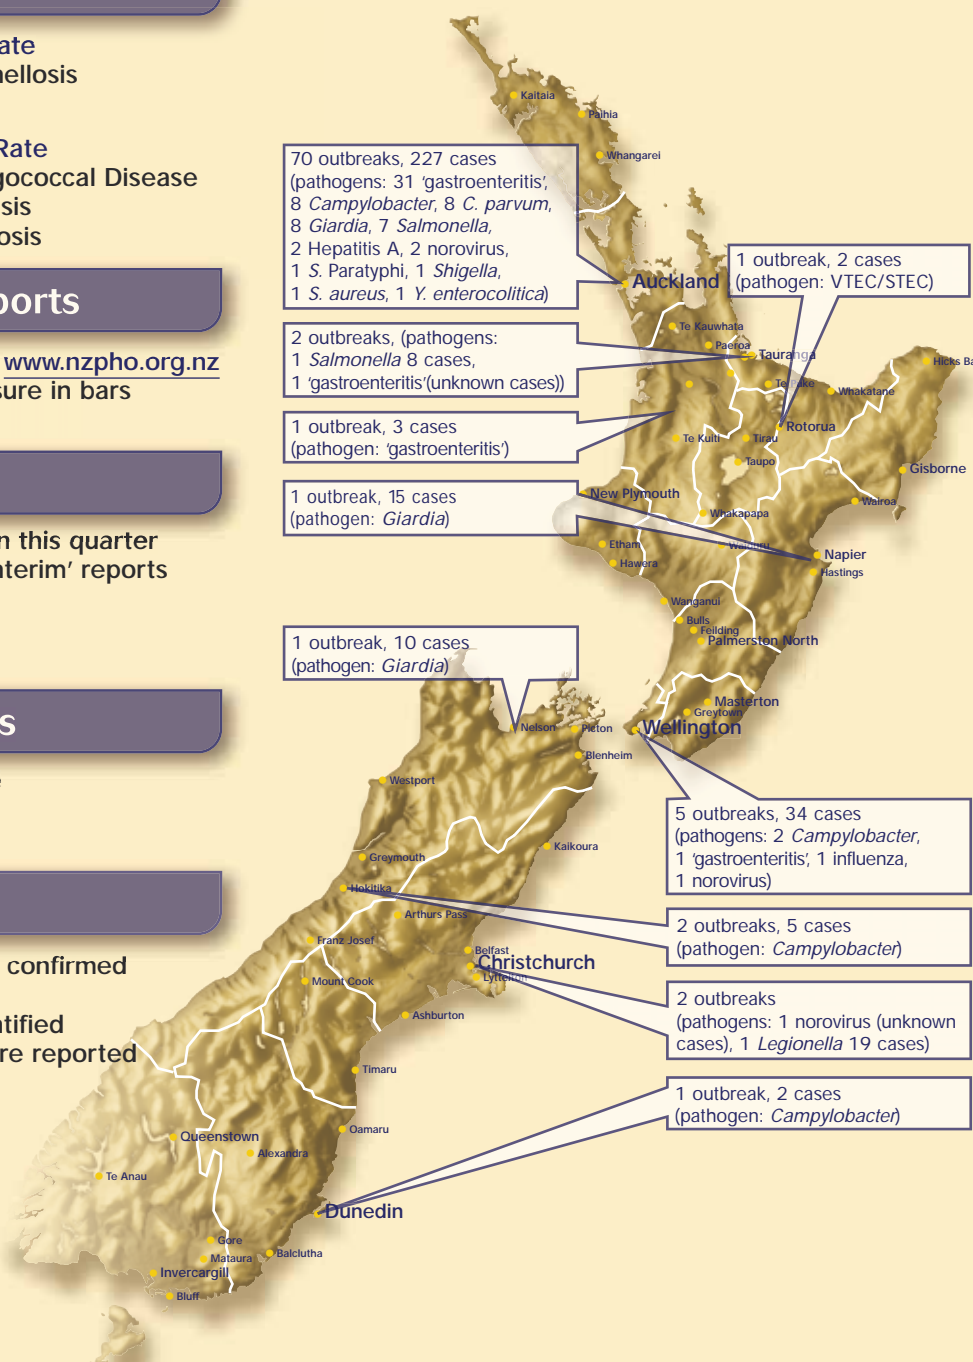 ate
nellosis
Rate
gococcal Disease
sis
osis
ports
www.nzpho.org.nz
sure in bars
n this quarter
nterim' reports
s
confirmed
ntified
re reported
Kaitaia
Paihia
Whangarei
70 outbreaks, 227 cases
(pathogens: 31 'gastroenteritis',
8 Campylobacter, 8 C. parvum,
8 Giardia, 7 Salmonella,
2 Hepatitis A, 2 norovirus,
1 S. Paratyphi, 1 Shigella,
1 S. aureus, 1 Y. enterocolitica)
Auckland
1 outbreak, 2 cases
(pathogen: VTEC/STEC)
2 outbreaks, (pathogens:
1 Salmonella 8 cases,
1 'gastroenteritis'(unknown cases))
Te Kauwhata
Paeroa
Tauranga
Te Puke
Whakatane
Hicks Ba
1 outbreak, 3 cases
(pathogen: 'gastroenteritis')
Rotorua
Te Kuiti
Tirau
Taupo
Gisborne
1 outbreak, 15 cases
(pathogen: Giardia)
New Plymouth
Wairoa
Whakapapa
Etham
Hawera
Napier
Hastings
Wanganui
Bulls
Feilding
Palmerston North
1 outbreak, 10 cases
(pathogen: Giardia)
Masterton
Greytown
Wellington
Nelson
Picton
Blenheim
Westport
5 outbreaks, 34 cases
(pathogens: 2 Campylobacter,
1 'gastroenteritis', 1 influenza,
1 norovirus)
Kaikoura
Greymouth
Hokitika
Arthurs Pass
2 outbreaks, 5 cases
(pathogen: Campylobacter)
Franz Josef
Belfast
Christchurch
Lyttelton
Mount Cook
2 outbreaks
(pathogens: 1 norovirus (unknown
cases), 1 Legionella 19 cases)
Ashburton
Timaru
1 outbreak, 2 cases
(pathogen: Campylobacter)
Oamaru
Queenstown
Alexandra
Te Anau
Dunedin
Gore
Mataura
Balclutha
Invercargill
Bluff